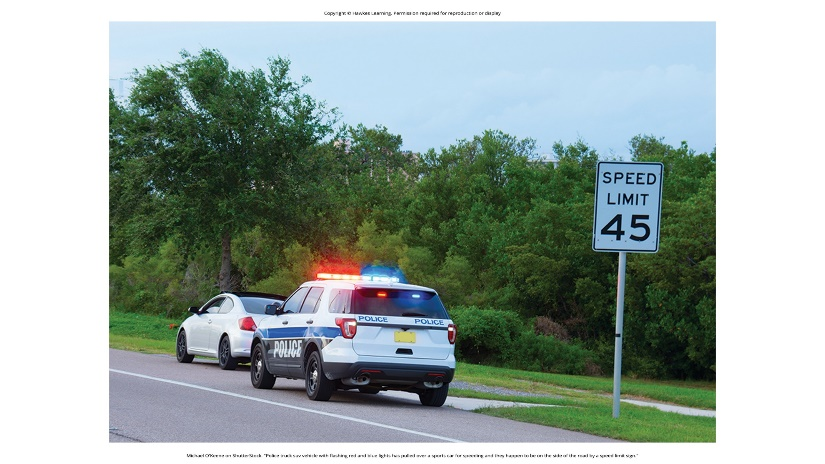 Copyright © Hawkes Learning. Permission required for reproduction or display
SPEED
LIMIT
45
POLICE POLICE
POLICE
Michael O'Keene on ShutterStock. "Police truck suv vehicle with flashing red and blue lights has pulled over a sports car for speeding and they happen to be on the side of the road by a speed limit sign."